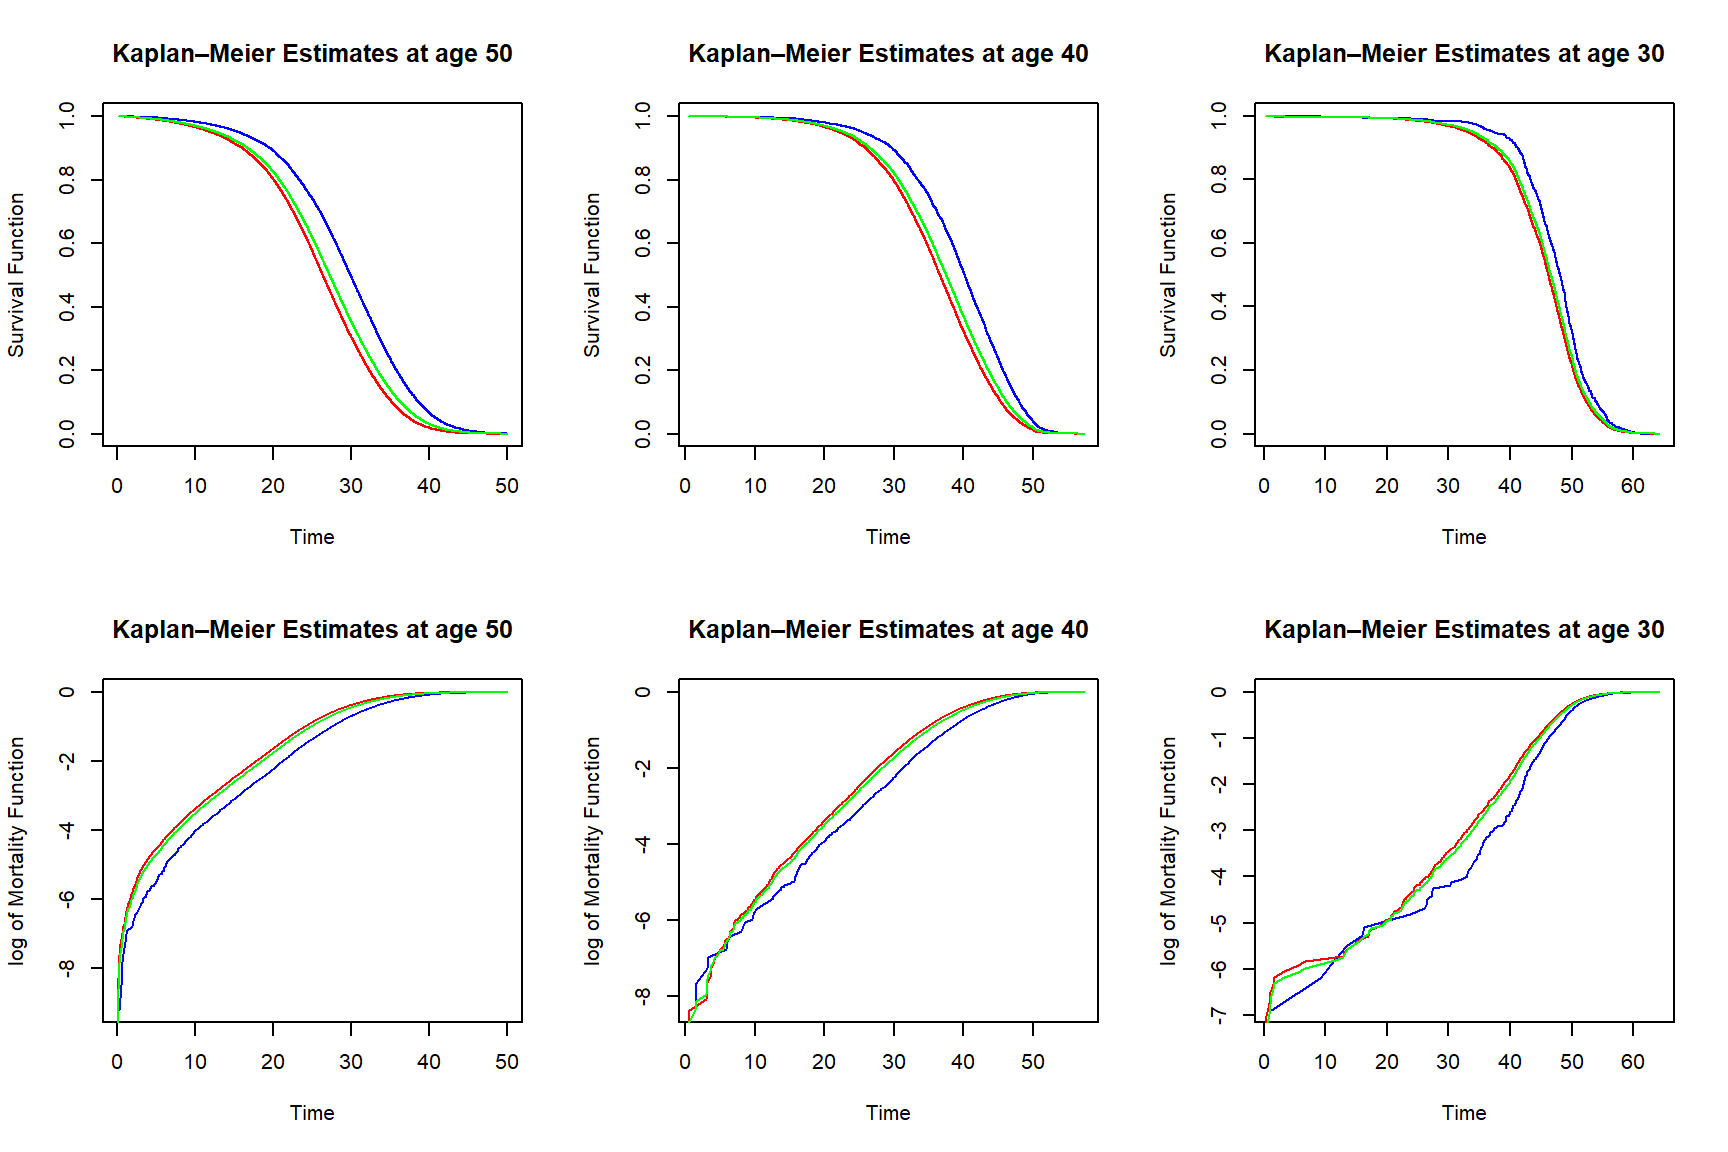 Kaplan–Meier Estimates at age 50
Survival Function
1.0
0.8
0.6
0.4
0.2
0.0
0 10 20 30 40 50
Time
Kaplan–Meier Estimates at age 40
Survival Function
1.0
0.8
0.6
0.4
0.2
0.0
0 10 20 30 40 50
Time
Kaplan–Meier Estimates at age 30
Survival Function
1.0
0.8
0.6
0.4
0.2
0.0
0 10 20 30 40 50 60
Time
Kaplan–Meier Estimates at age 50
log of Mortality Function
0
-2
-4
-6
-8
0 10 20 30 40 50
Time
Kaplan–Meier Estimates at age 40
log of Mortality Function
0
-2
-4
-6
-8
0 10 20 30 40 50
Time
Kaplan–Meier Estimates at age 30
log of Mortality Function
0
-1
-2
-3
-4
-5
-6
-7
0 10 20 30 40 50 60
Time